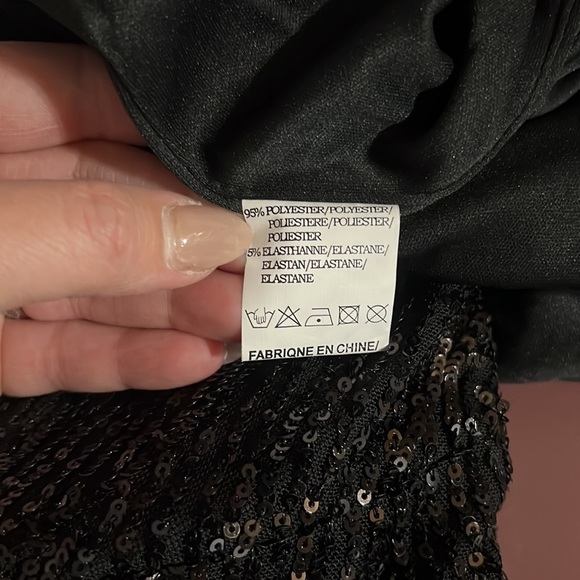 95% POLYESTER/POLYESTER/
POLIESTERE/POLIESTER/
POLIESTER
5% ELASTHANNE/ELASTANE/
ELASTAN/ELASTANE/
ELASTANE
FABRIQUE EN CHINE/